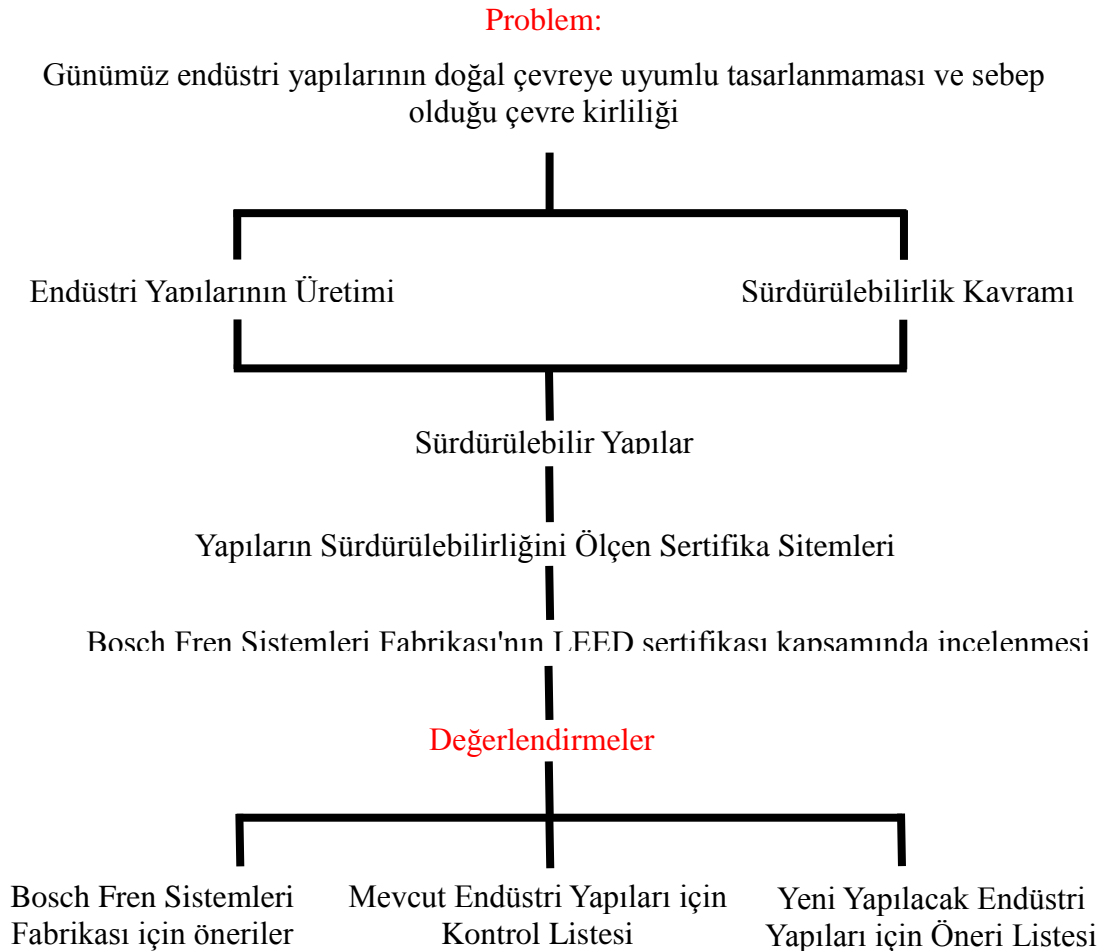 Problem:
Günümüz endüstri yapılarının doğal çevreye uyumlu tasarlanmaması ve sebep
olduğu çevre kirliliği
Endüstri Yapılarının Üretimi
Sürdürülebilirlik Kavramı
Sürdürülebilir Yapılar
Yapıların Sürdürülebilirliğini Ölçen Sertifika Sitemleri
Bosch Fren Sistemleri Fabrikası'nın LEED sertifikası kapsamında incelenmesi
Değerlendirmeler
Bosch Fren Sistemleri
Fabrikası için öneriler
Mevcut Endüstri Yapıları için
Kontrol Listesi
Yeni Yapılacak Endüstri
Yapıları için Öneri Listesi